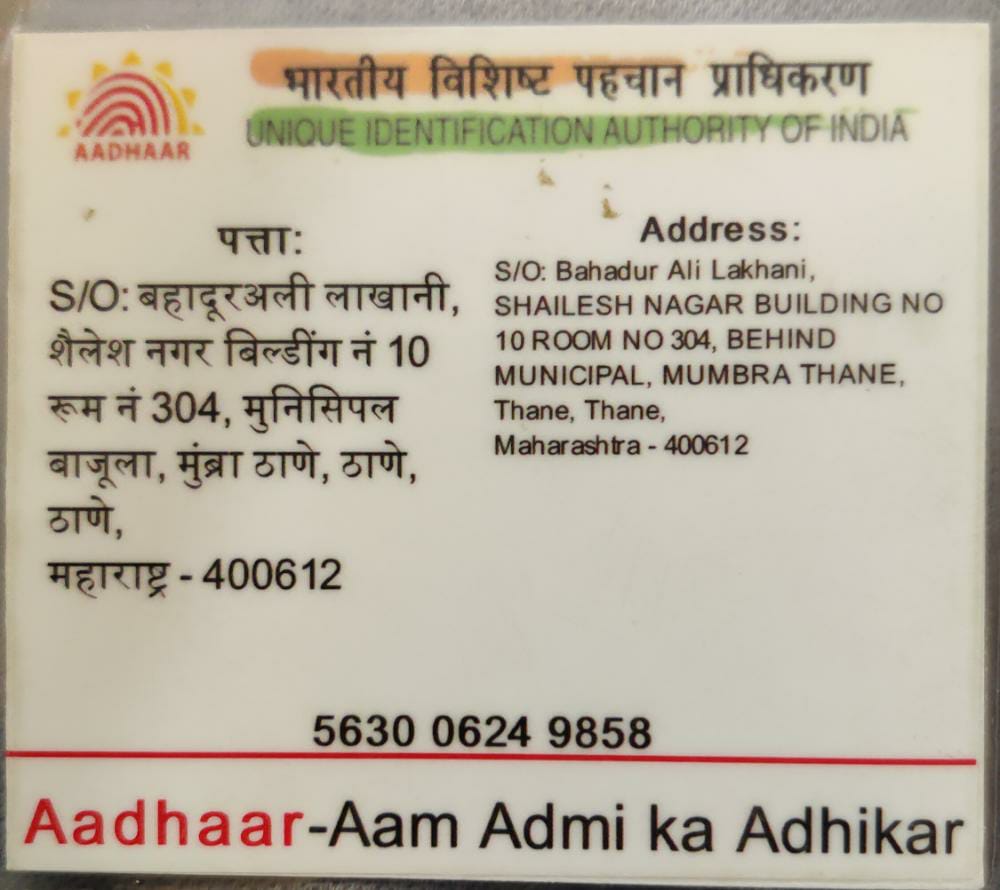 AADHAAR
भारतीय विशिष्ट पहचान प्राधिकरण
UNIQUE IDENTIFICATION AUTHORITY OF INDIA
पत्ता:
S/O: बहादूरअली लाखानी,
शैलेश नगर बिल्डींग नं 10
रूम नं 304, मुनिसिपल
बाजूला, मुंब्रा ठाणे, ठाणे,
ठाणे,
महाराष्ट्र - 400612
Address:
S/O: Bahadur Ali Lakhani,
SHAILESH NAGAR BUILDING NO
10 ROOM NO 304, BEHIND
MUNICIPAL, MUMBRA THANE,
Thane, Thane,
Maharashtra - 400612
5630 0624 9858
Aadhaar-Aam Admi ka Adhikar